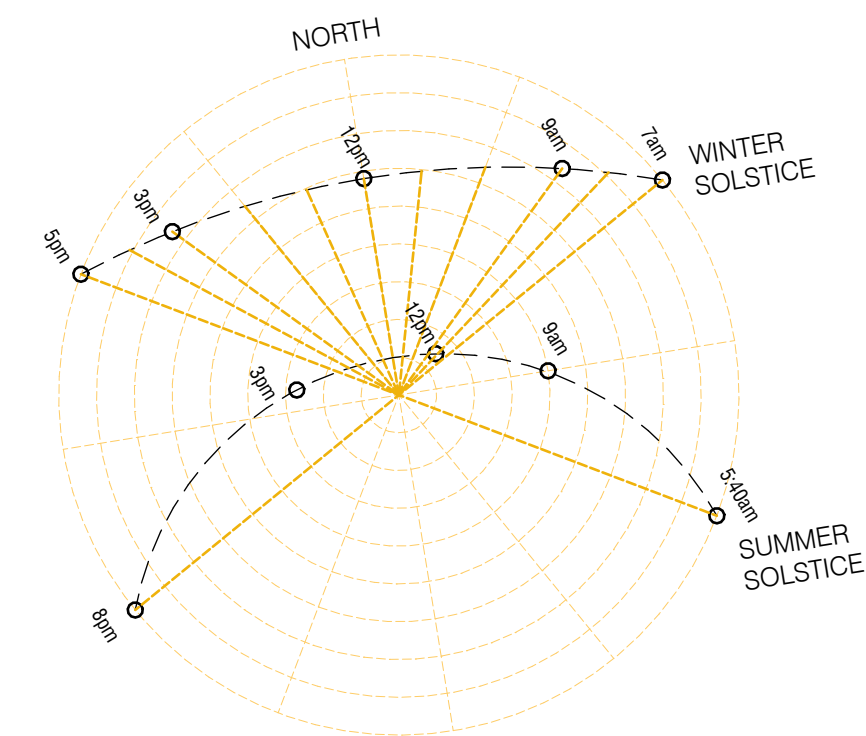 NORTH
12pm
9am
7am
WINTER
SOLSTICE
3pm
5pm
12pm
9am
3pm
5:40am
SUMMER
SOLSTICE
8pm